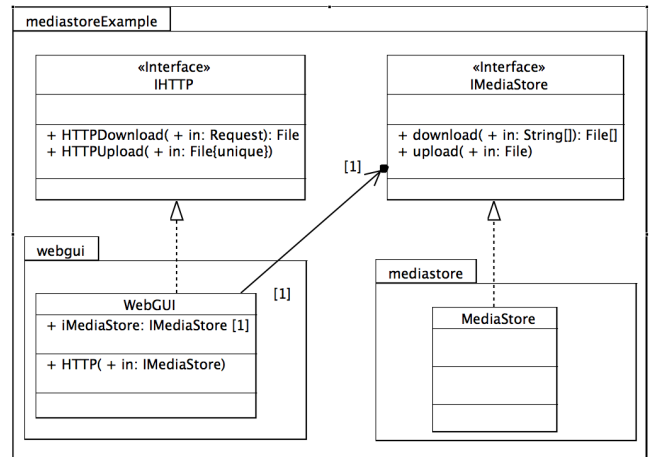 mediastoreExample
«Interface»
IHTTP
+ HTTPDownload( + in: Request): File
+ HTTPUpload( + in: File{unique})
«Interface»
IMediaStore
+ download( + in: String[]): File[]
+ upload( + in: File)
[1]
webgui
WebGUI
+ iMediaStore: IMediaStore [1]
+ HTTP( + in: IMediaStore)
[1]
mediastore
MediaStore